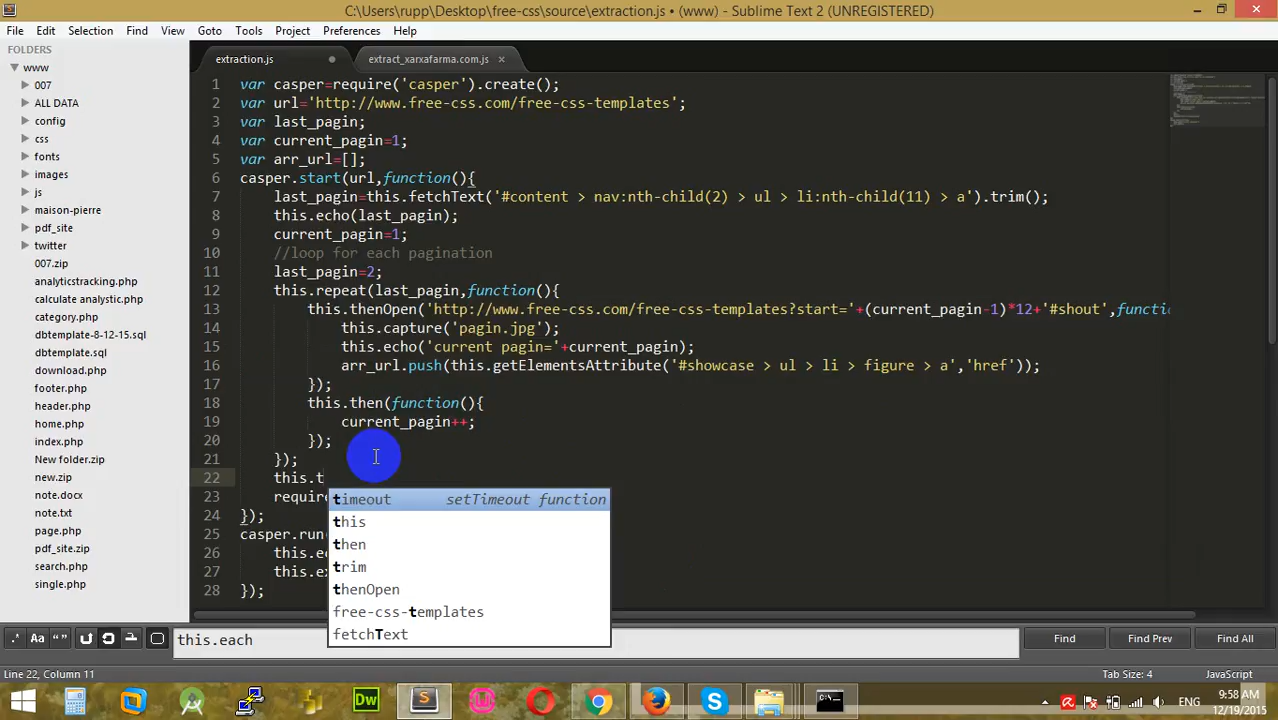 C:\Users\rupp\Desktop\free-css\source\extraction.js • (www) - Sublime Text 2 (UNREGISTERED)
File Edit Selection Find View Goto Tools Project Preferences Help
FOLDERS
www
007
ALL DATA
config
css
fonts
images
js
maison-pierre
pdf_site
twitter
007.zip
analyticstracking.php
calculate analystic.php
category.php
dbtemplate-8-12-15.sql
dbtemplate.sql
download.php
footer.php
header.php
home.php
index.php
New folder.zip
new.zip
note.docx
note.txt
page.php
pdf_site.zip
search.php
single.php
extraction.js extract_xarxafarma.com.js
1 var casper=require('casper').create();
2 var url='http://www.free-css.com/free-css-templates';
3 var last_pagin;
4 var current_pagin=1;
5 var arr_url=[];
6 casper.start(url,function(){
7 last_pagin=this.fetchText('#content > nav:nth-child(2) > ul > li:nth-child(11) > a').trim();
8 this.echo(last_pagin);
9 current_pagin=1;
10 //loop for each pagination
11 last_pagin=2;
12 this.repeat(last_pagin,function(){
13 this.thenOpen('http://www.free-css.com/free-css-templates?start='+(current_pagin-1)*12+'#shout',functi
14 this.capture('pagin.jpg');
15 this.echo('current pagin='+current_pagin);
16 arr_url.push(this.getElementsAttribute('#showcase > ul > li > figure > a','href'));
17 });
18 this.then(function(){
19 current_pagin++;
20 });
21 });
22 this.t
23 require
24 });
25 casper.run
26 this.e
27 this.e
28 });
timeout setTimeout function
this
then
trim
thenOpen
free-css-templates
fetchText
.* Aa “ ” this.each Find Find Prev Find All
Line 22, Column 11 Tab Size: 4 JavaScript
Dw
9:58 AM
12/19/2015